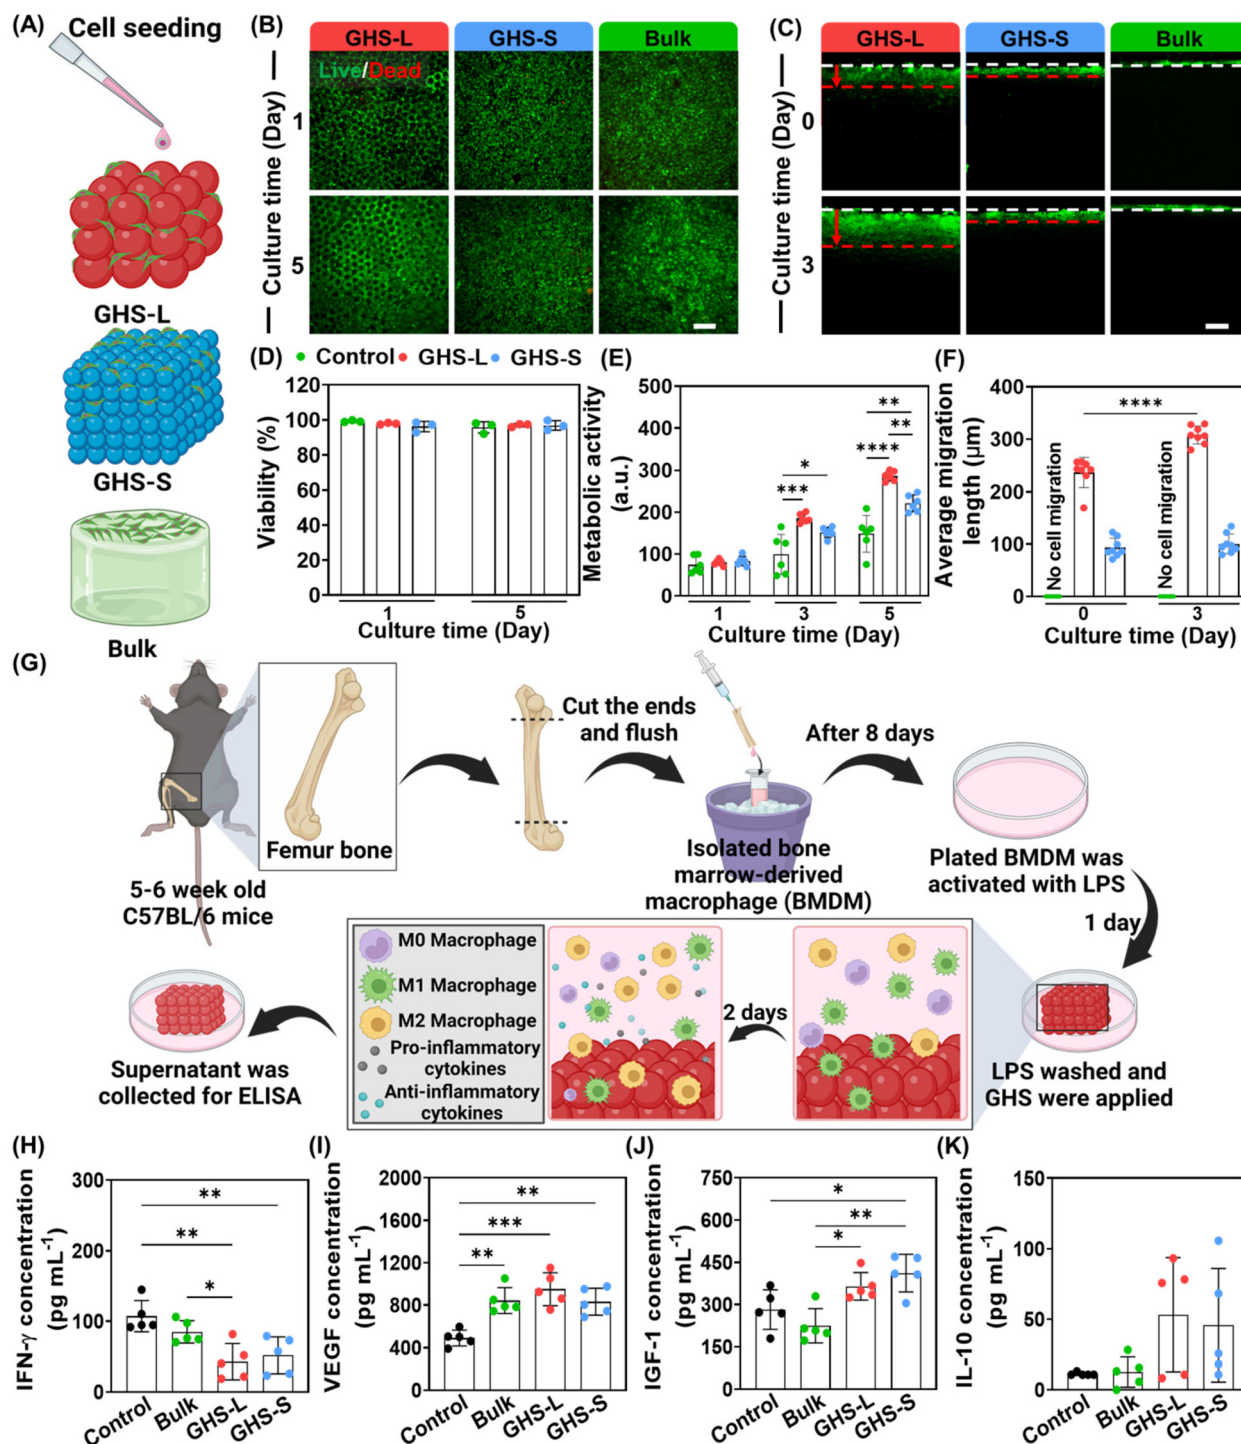 (A)
Cell seeding
GHS-L
GHS-S
Bulk
(B)
GHS-L GHS-S Bulk
Live/Dead
Culture time (Day)
1
5
(C)
GHS-L GHS-S Bulk
Culture time (Day)
0
3
(D)
Control GHS-L GHS-S
Viability (%)
120
100
80
60
40
20
0
1 5
Culture time (Day)
(E)
Metabolic activity
(a.u.)
500
400
300
200
100
0
*
***
**
**
****
1 3 5
Culture time (Day)
(F)
Average migration
length (μm)
400
300
200
100
0
****
No cell migration
No cell migration
0 3
Culture time (Day)
(G)
5-6 week old
C57BL/6 mice
Femur bone
Cut the ends
and flush
Isolated bone
marrow-derived
macrophage (BMDM)
After 8 days
Plated BMDM was
activated with LPS
1 day
LPS washed and
GHS were applied
2 days
M0 Macrophage
M1 Macrophage
M2 Macrophage
Pro-inflammatory
cytokines
Anti-inflammatory
cytokines
Supernatant was
collected for ELISA
(H)
IFN-γ concentration
(pg mL⁻¹)
300
200
100
0
**
**
*
Control Bulk GHS-L GHS-S
(I)
VEGF concentration
(pg mL⁻¹)
2000
1600
1200
800
400
0
**
***
**
Control Bulk GHS-L GHS-S
(J)
IGF-1 concentration
(pg mL⁻¹)
750
600
450
300
150
0
*
**
*
Control Bulk GHS-L GHS-S
(K)
IL-10 concentration
(pg mL⁻¹)
150
100
50
0
Control Bulk GHS-L GHS-S